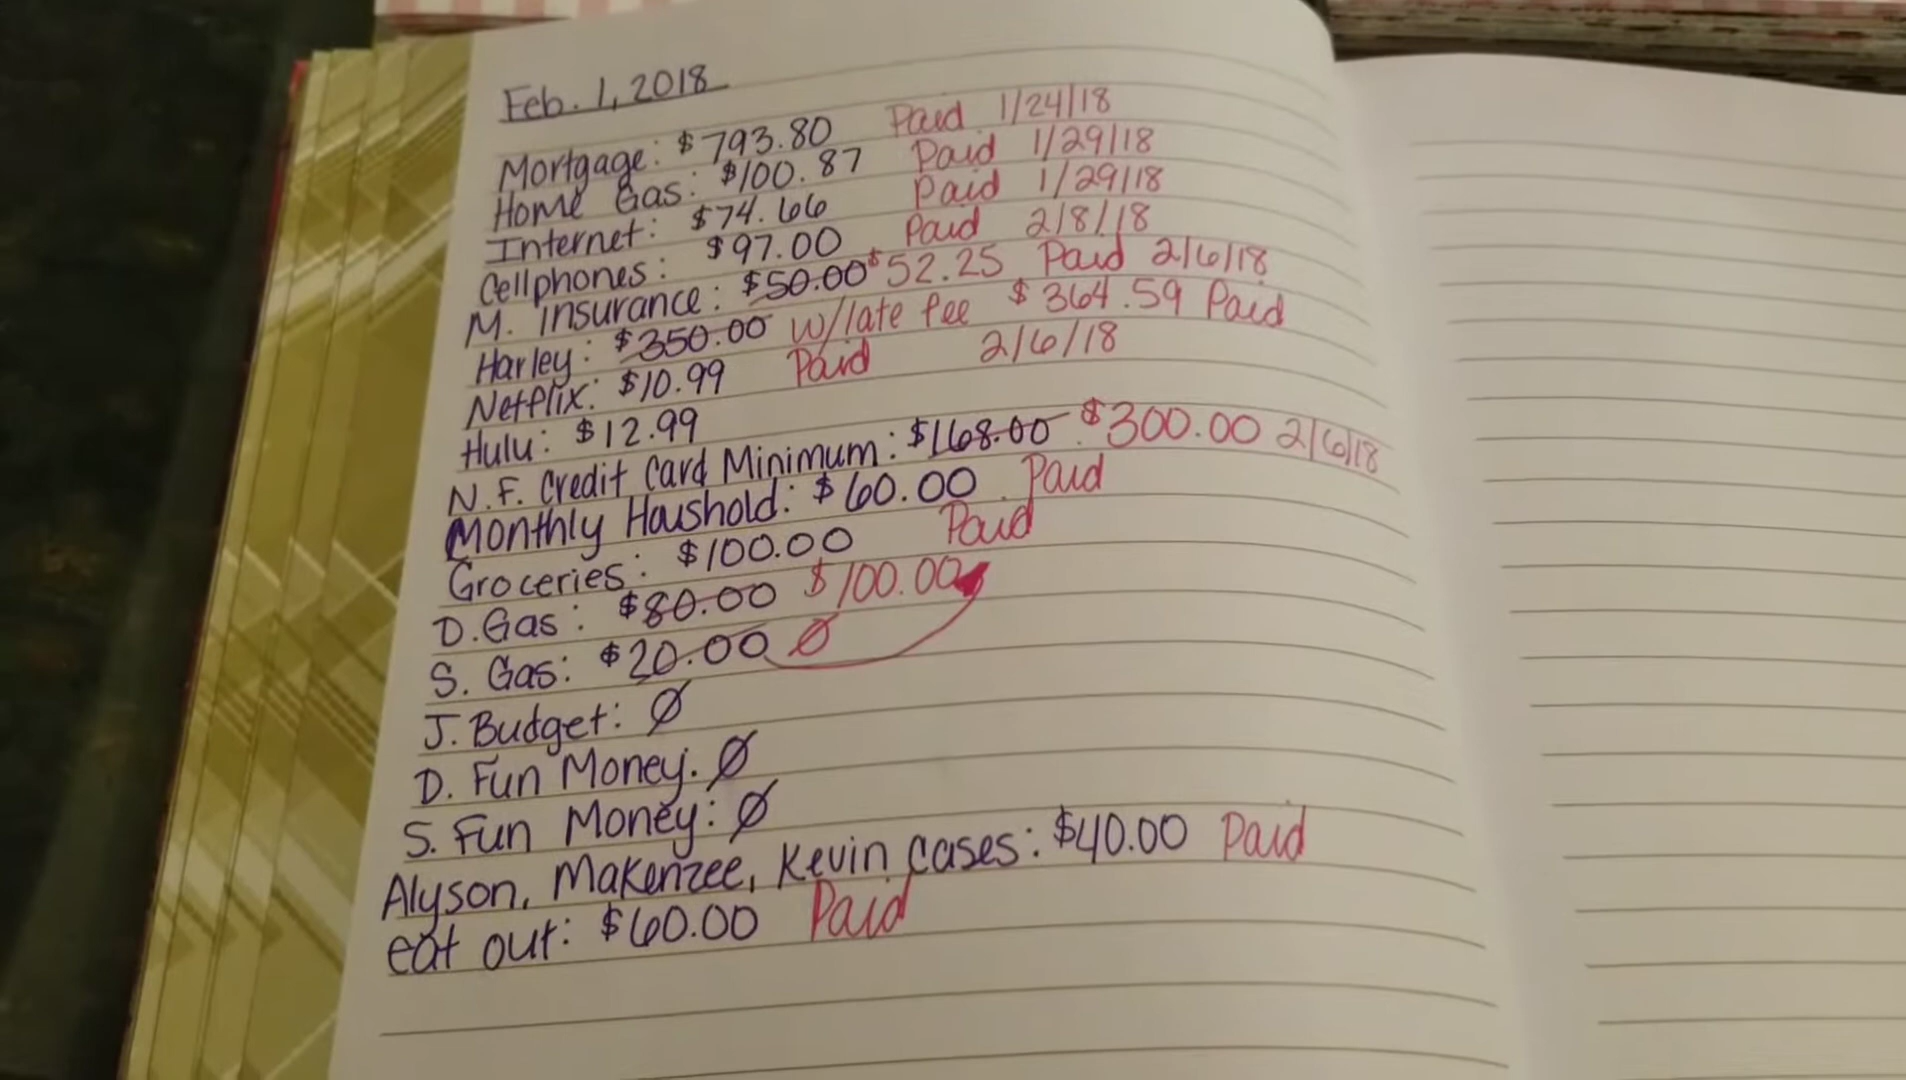 Feb. 1, 2018
Mortgage: $793.80 Paid 1/24/18
Home Gas: $100.87 Paid 1/29/18
Internet: $74.66 Paid 1/29/18
Cellphones: $97.00 Paid 2/8/18
M. Insurance: $50.00 $52.25 Paid 2/6/18
Harley: $350.00 w/late fee $364.59 Paid
Netflix: $10.99 Paid 2/6/18
Hulu: $12.99
N.F. Credit Card Minimum: $168.00 $300.00 2/6/18
Monthly Haushold: $60.00 Paid
Groceries: $100.00 Paid
D. Gas: $80.00 $100.00
S. Gas: $20.00 Ø
J. Budget: Ø
D. Fun Money: Ø
S. Fun Money: Ø
Alyson, Makenzee, Kevin cases: $40.00 Paid
eat out: $60.00 Paid